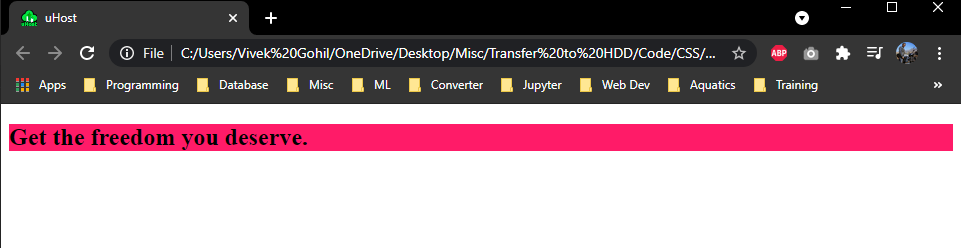 uHost
File C:/Users/Vivek%20Gohil/OneDrive/Desktop/Misc/Transfer%20to%20HDD/Code/CSS/... ABP
Apps Programming Database Misc ML Converter Jupyter Web Dev Aquatics Training »
Get the freedom you deserve.